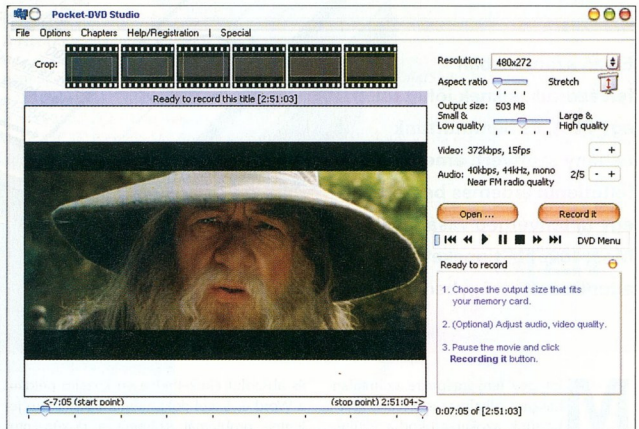 Pocket-DVD Studio
File Options Chapters Help/Registration | Special
Crop:
Ready to record this title [2:51:03]
<-7:05 (start point) (stop point) 2:51:04->
Resolution: 480x272
Aspect ratio Stretch
Output size: 503 MB
Small & Low quality
Large & High quality
Video: 372kbps, 15fps - +
Audio: 40kbps, 44kHz, mono 2/5 - +
Near FM radio quality
Open ... Record it
DVD Menu
Ready to record
1. Choose the output size that fits
your memory card.
2. (Optional) Adjust audio, video quality.
3. Pause the movie and click
Recording it button.
0:07:05 of [2:51:03]